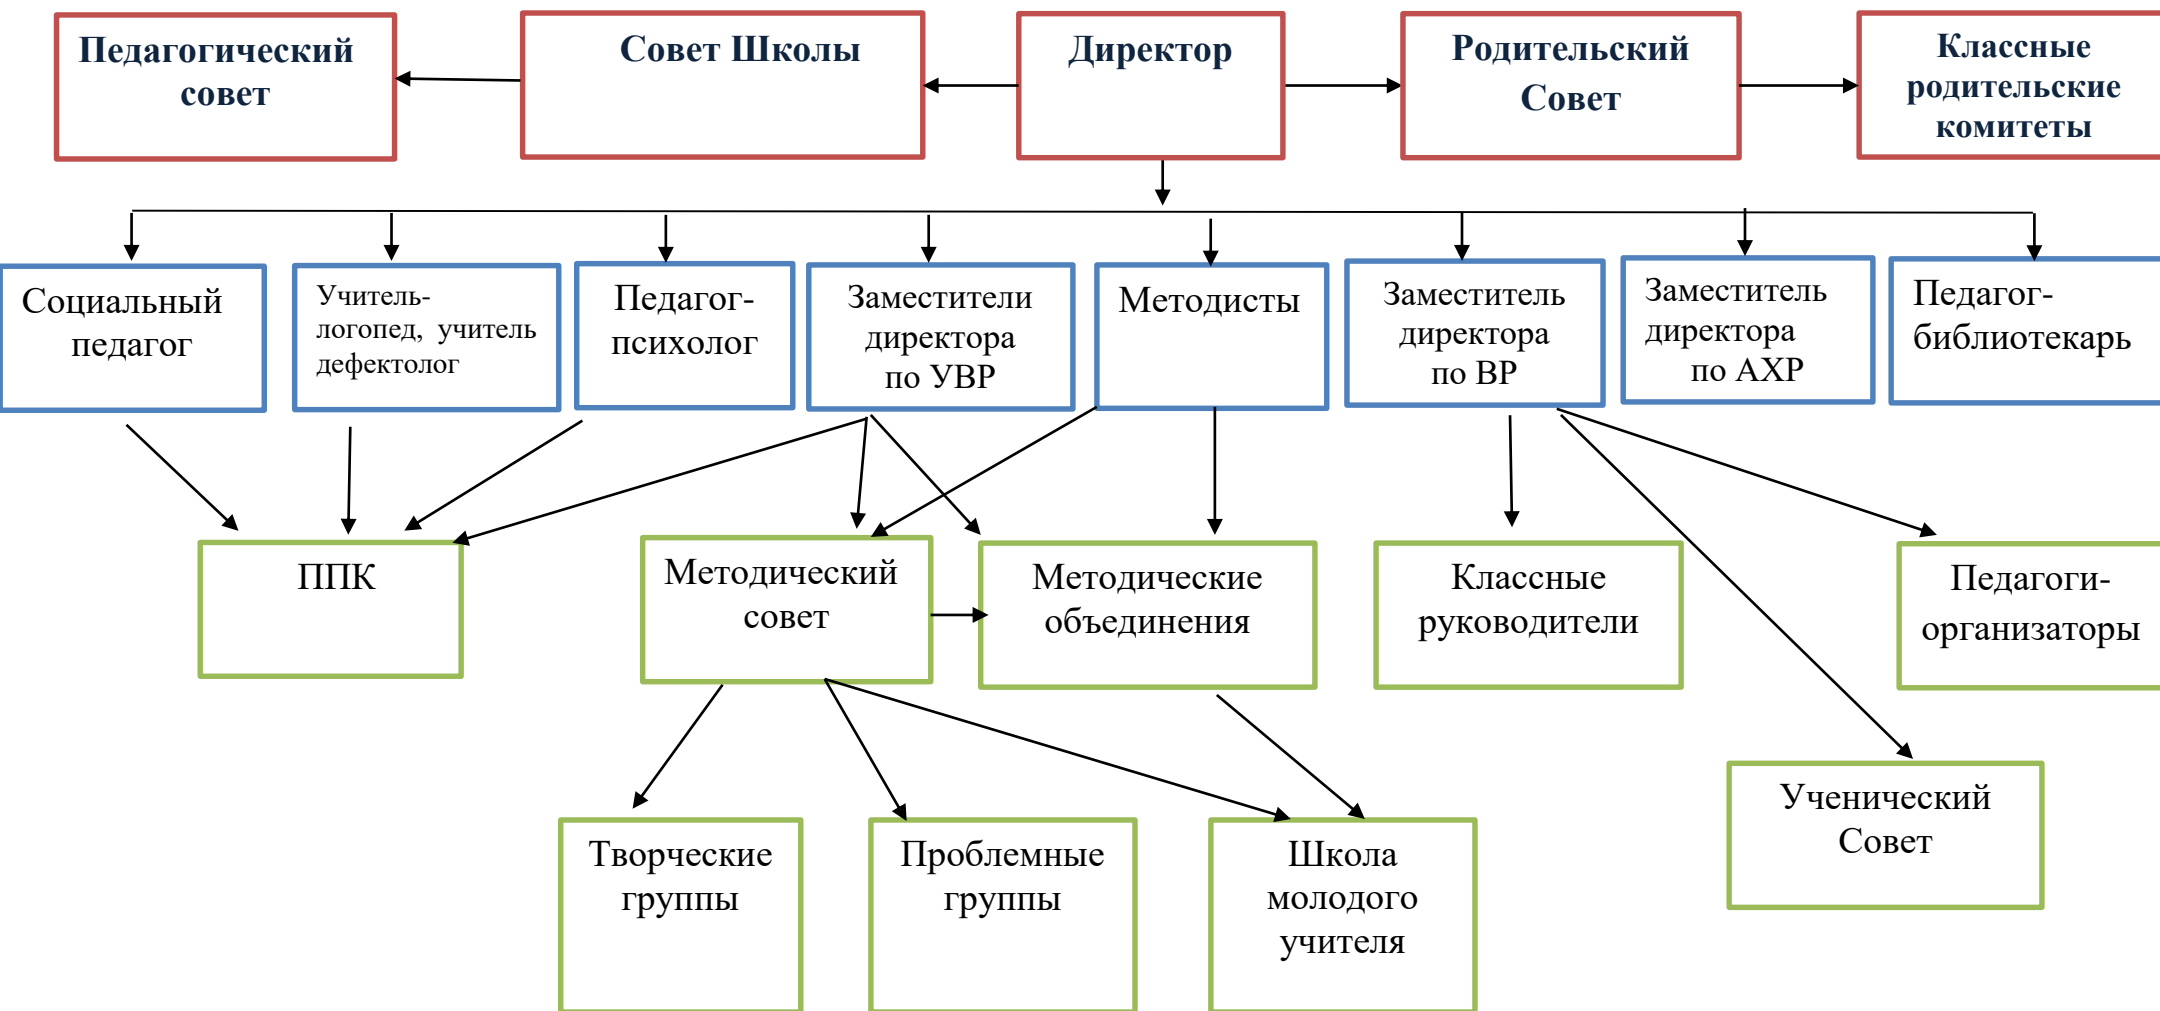 Педагогический
совет
Совет Школы
Директор
Родительский
Совет
Классные
родительские
комитеты
Социальный
педагог
Учитель-
логопед, учитель
дефектолог
Педагог-
психолог
Заместители
директора
по УВР
Методисты
Заместитель
директора
по ВР
Заместитель
директора
по АХР
Педагог-
библиотекарь
ППК
Методический
совет
Методические
объединения
Классные
руководители
Педагоги-
организаторы
Творческие
группы
Проблемные
группы
Школа
молодого
учителя
Ученический
Совет